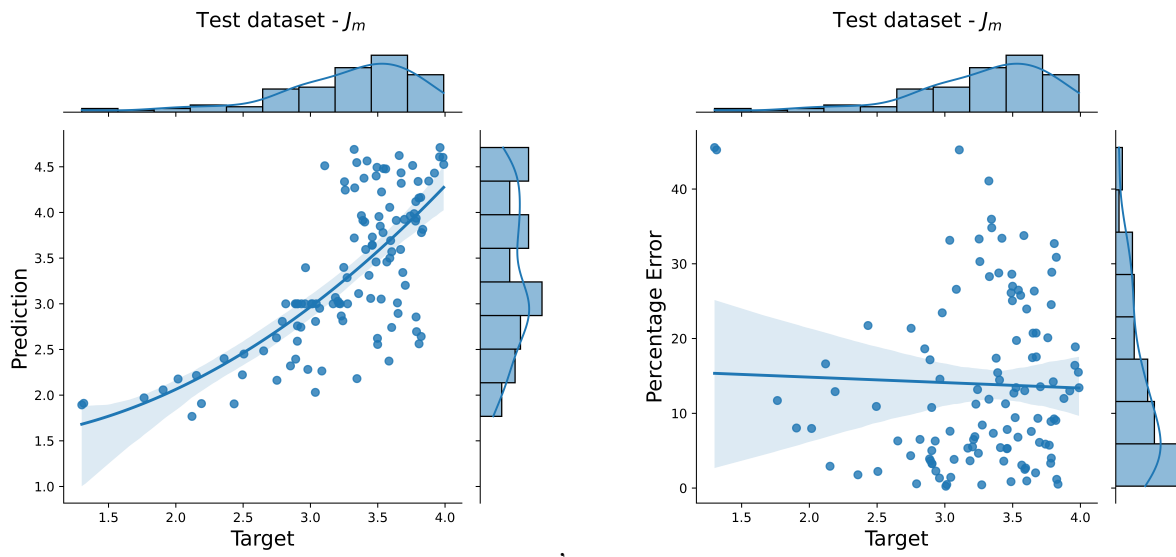 Test dataset - J_m
Prediction
4.5
4.0
3.5
3.0
2.5
2.0
1.5
1.0
1.5 2.0 2.5 3.0 3.5 4.0
Target
Test dataset - J_m
Percentage Error
40
30
20
10
0
1.5 2.0 2.5 3.0 3.5 4.0
Target
,